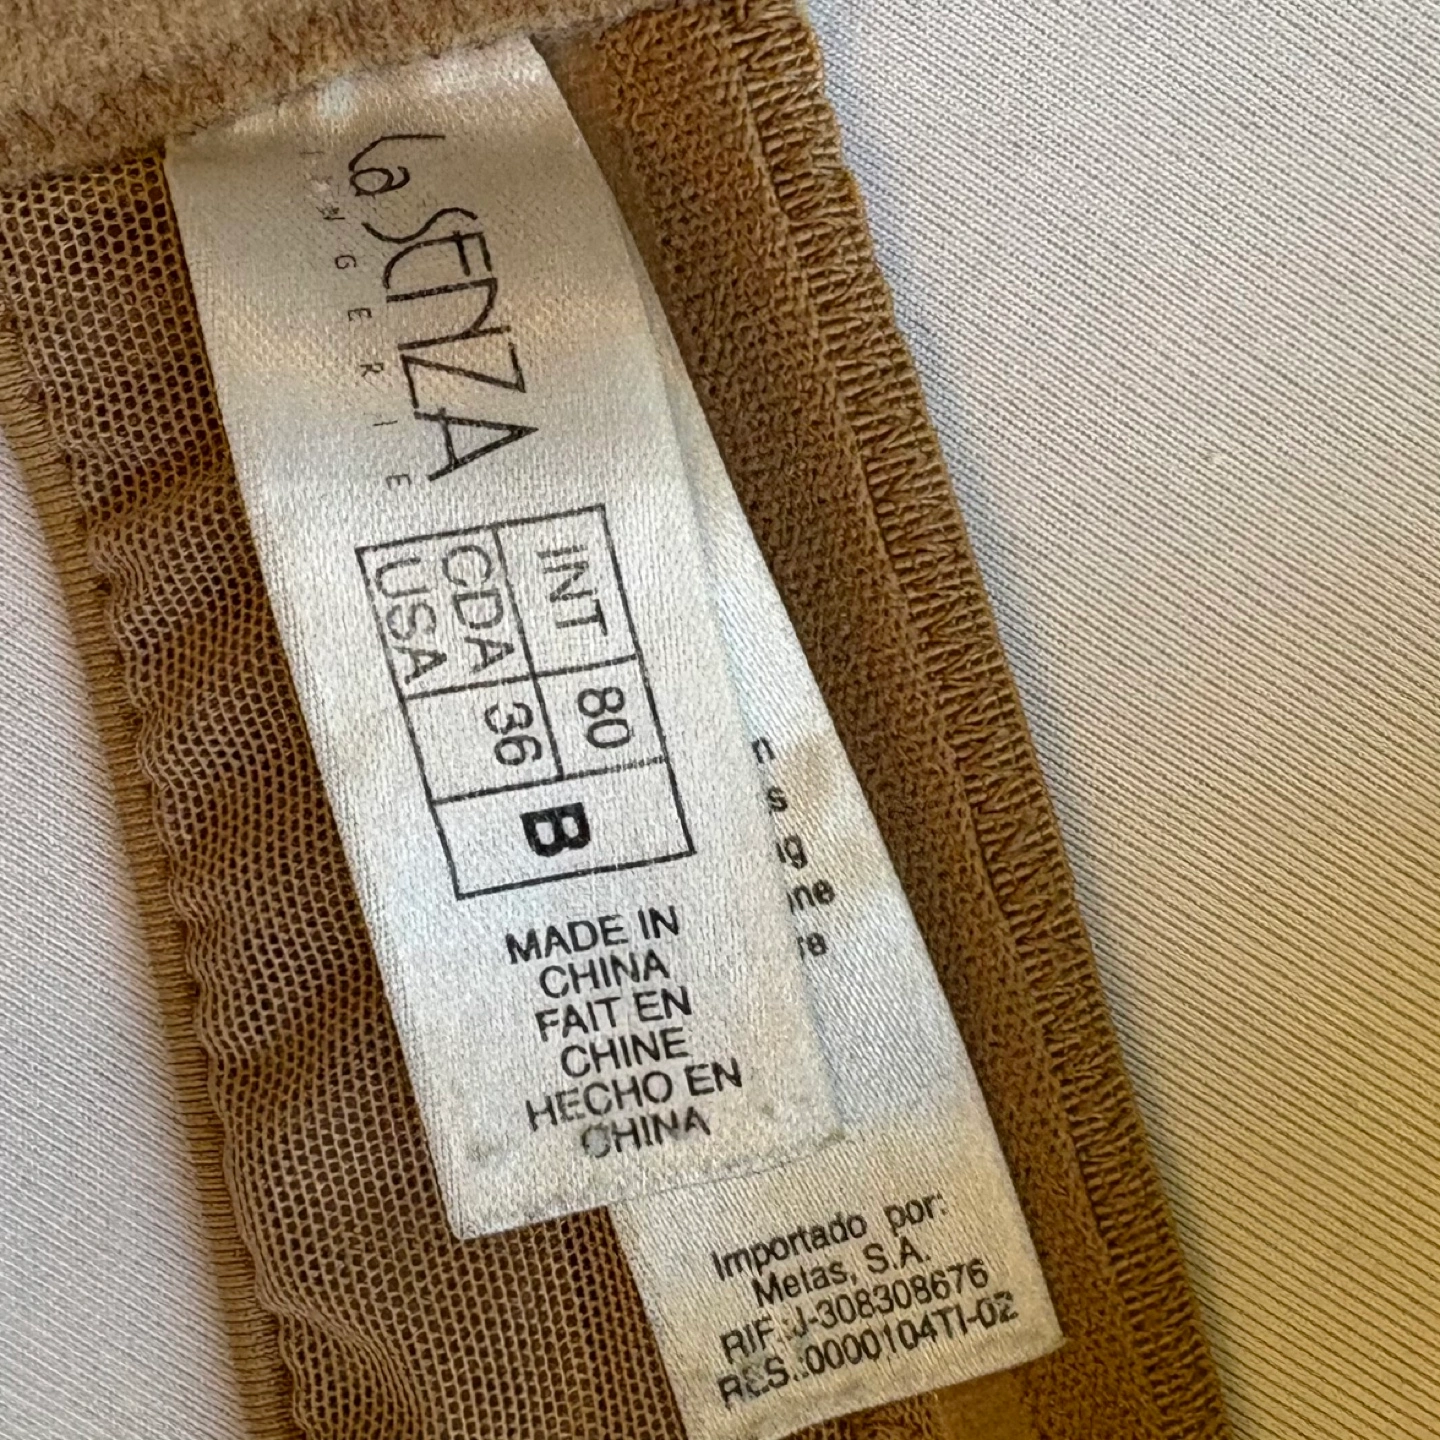 La SENZA
LINGERIE
INT 80 B
CDA 36
USA
MADE IN
CHINA
FAIT EN
CHINE
HECHO EN
CHINA
n
s
ne
Importado por:
Metas, S.A.
RIF.:J-308308676
RES.:0000104TI-02